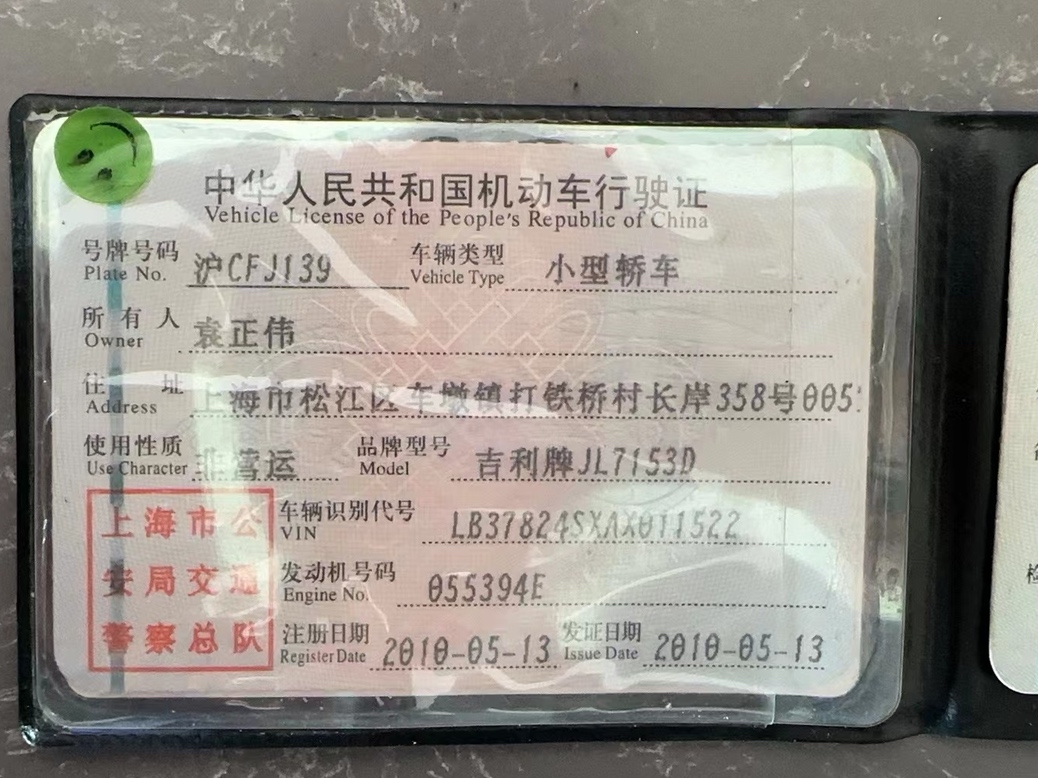 中华人民共和国机动车行驶证
Vehicle License of the People's Republic of China
号牌号码 沪CFJ139 车辆类型 小型轿车
Plate No. Vehicle Type
所有人 袁正伟
Owner
住址 上海市松江区车墩镇打铁桥村长岸358号005
Address
使用性质 非营运 品牌型号 吉利牌JL7153D
Use Character Model
上海市公安局交通警察总队
车辆识别代号 LB37824SXAX011522
VIN
发动机号码 055394E
Engine No.
注册日期 2010-05-13 发证日期 2010-05-13
Register Date Issue Date